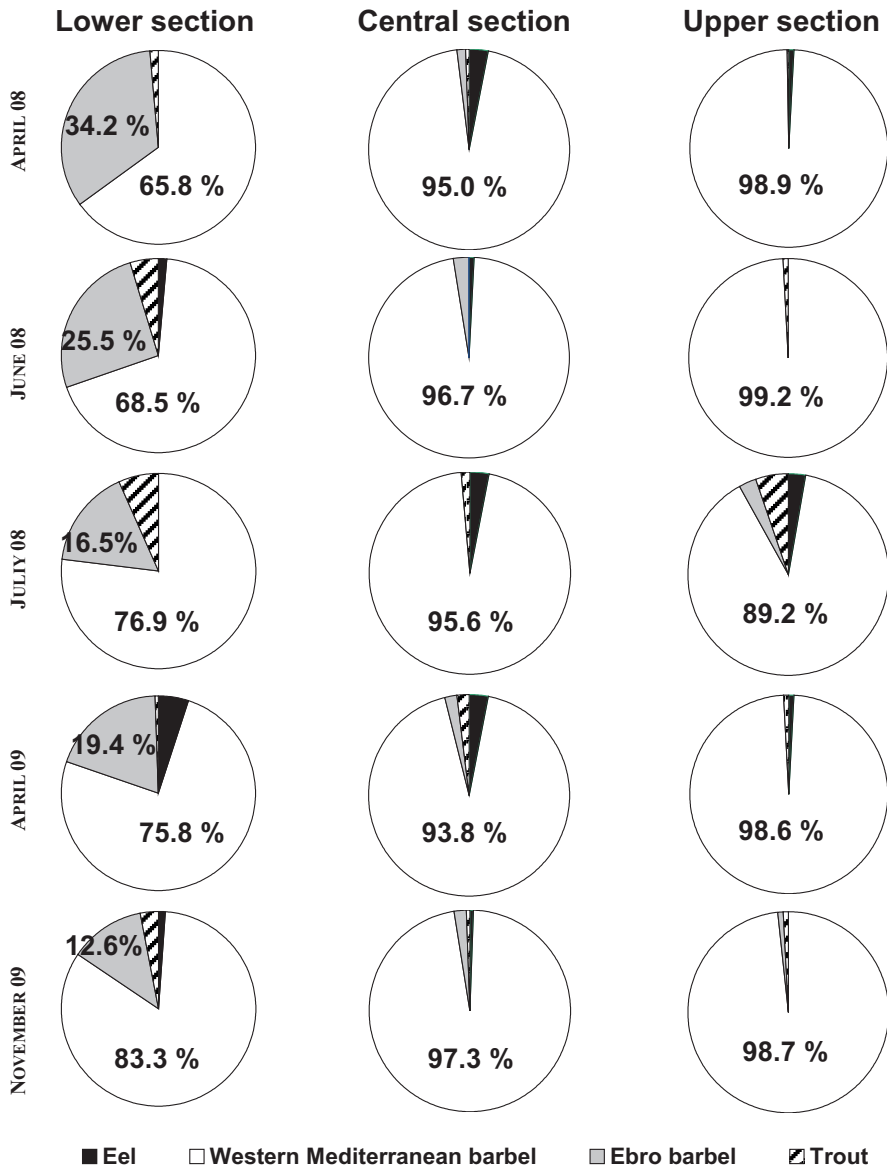 Lower section Central section Upper section
APRIL 08
34.2 %
65.8 %
95.0 %
98.9 %
JUNE 08
25.5 %
68.5 %
96.7 %
99.2 %
JULIY 08
16.5%
76.9 %
95.6 %
89.2 %
APRIL 09
19.4 %
75.8 %
93.8 %
98.6 %
NOVEMBER 09
12.6%
83.3 %
97.3 %
98.7 %
Eel Western Mediterranean barbel Ebro barbel Trout